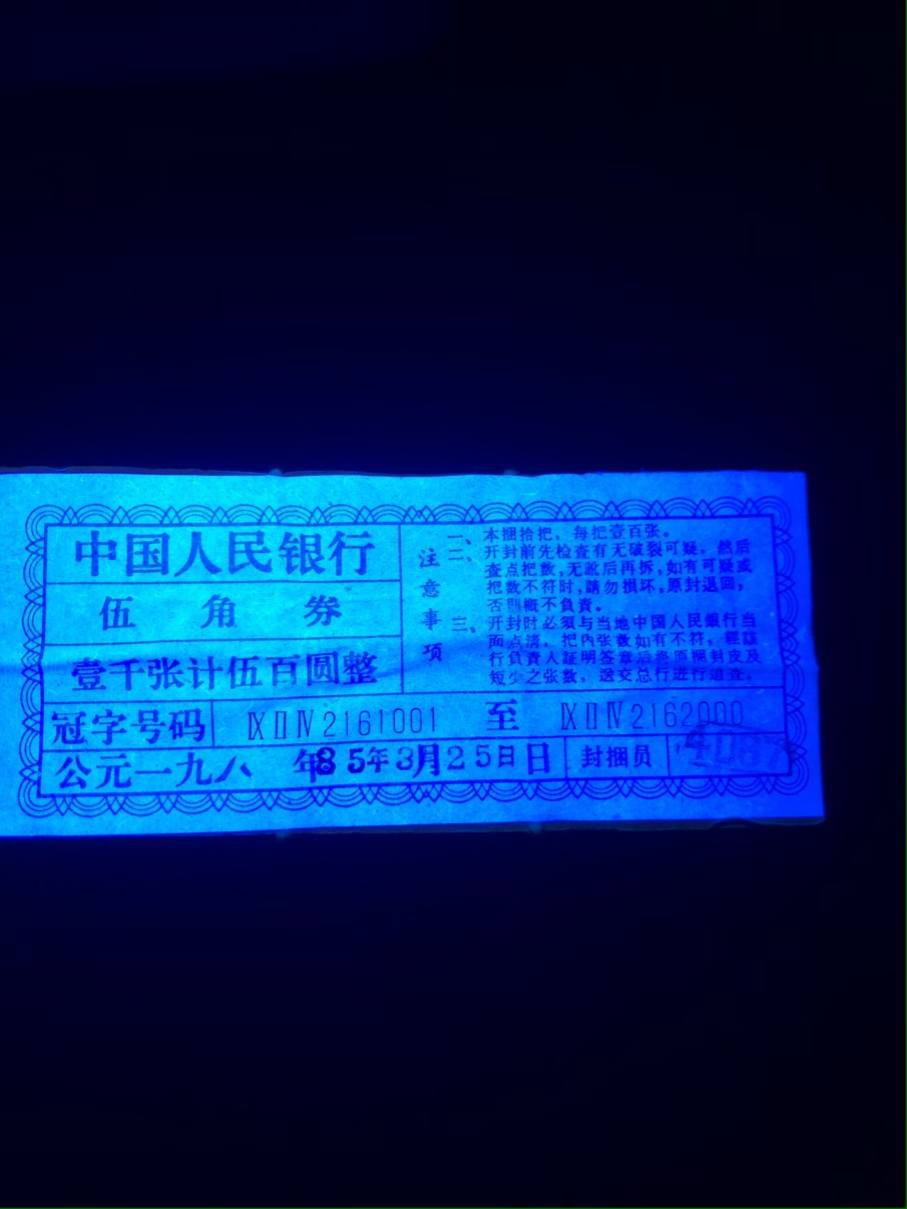 中国人民银行
伍角券
壹千张计伍百圆整
注意事项
一、本捆拾把，每把壹百张。
二、开封前先检查有无破裂可疑，然后
查点把数，无讹后再拆，如有可疑或
把数不符时，請勿損坏，原封退回，
否則概不負責。
三、开封时必须与当地中国人民銀行当
面点清，把内张数如有不符，經該
行負責人証明签章后将原捆封皮及
短少之张数，送交总行进行追查。
冠字号码 ⅨⅡⅣ2161001 至 ⅨⅡⅣ2162000
公元一九八 年85年3月25日日 封捆员